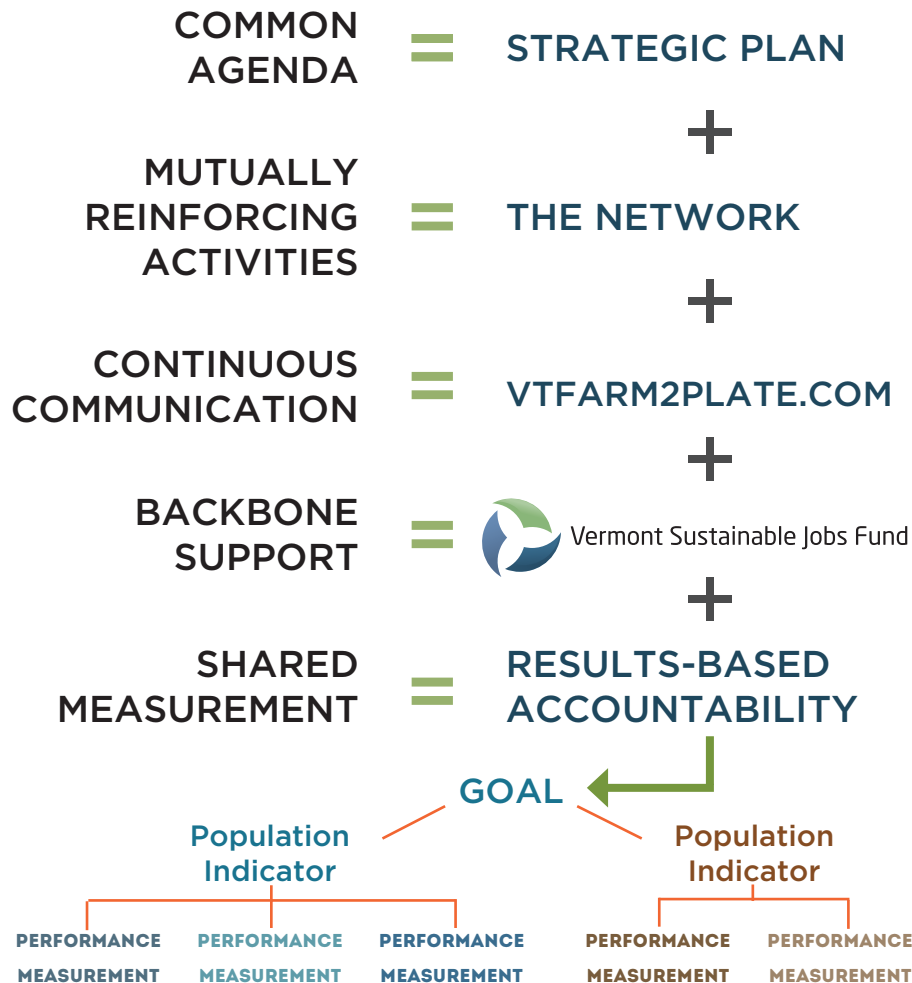 COMMON
AGENDA
=
STRATEGIC PLAN
+
MUTUALLY
REINFORCING
ACTIVITIES
=
THE NETWORK
+
CONTINUOUS
COMMUNICATION
=
VTFARM2PLATE.COM
+
BACKBONE
SUPPORT
=
Vermont Sustainable Jobs Fund
+
SHARED
MEASUREMENT
=
RESULTS-BASED
ACCOUNTABILITY
GOAL
Population
Indicator
Population
Indicator
PERFORMANCE
MEASUREMENT
PERFORMANCE
MEASUREMENT
PERFORMANCE
MEASUREMENT
PERFORMANCE
MEASUREMENT
PERFORMANCE
MEASUREMENT